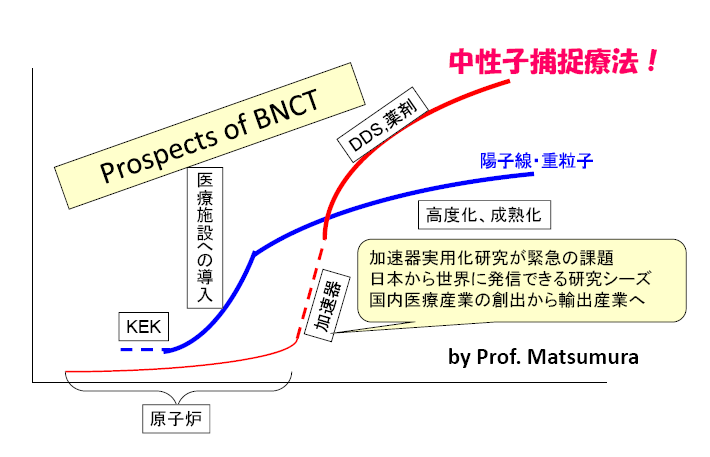 中性子捕捉療法！
Prospects of BNCT
DDS,薬剤
陽子線・重粒子
医療施設への導入
高度化、成熟化
加速器実用化研究が緊急の課題
日本から世界に発信できる研究シーズ
国内医療産業の創出から輸出産業へ
加速器
KEK
by Prof. Matsumura
原子炉